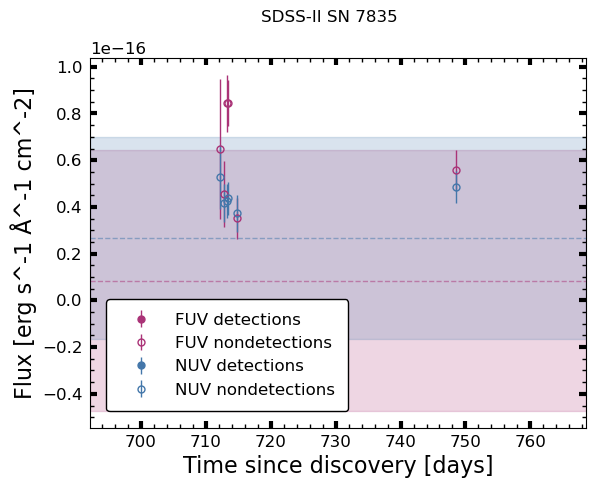 SDSS-II SN 7835
1e−16
1.0
0.8
0.6
0.4
0.2
0.0
−0.2
−0.4
Flux [erg s^-1 Å^-1 cm^-2]
FUV detections
FUV nondetections
NUV detections
NUV nondetections
700 710 720 730 740 750 760
Time since discovery [days]